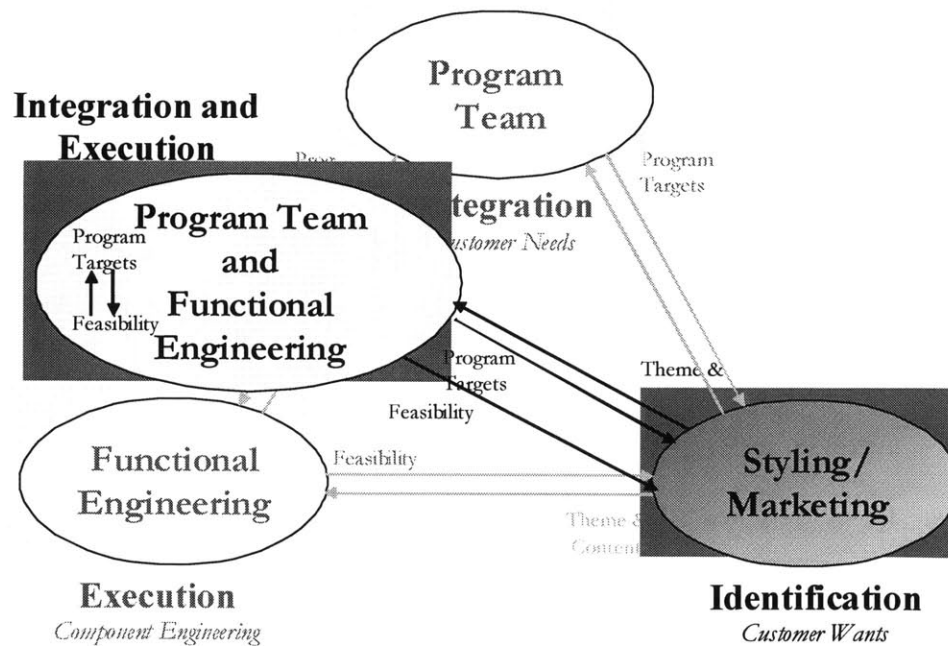 Program
Team
Integration and
Execution
Prog
Program
Targets
tegration
ustomer Needs
Program Team
and
Functional
Engineering
Program
Targets
Feasibility
Program
Targets
Feasibility
Theme &
Functional
Engineering
Feasibility
Styling/
Marketing
Theme &
Content
Execution
Component Engineering
Identification
Customer Wants